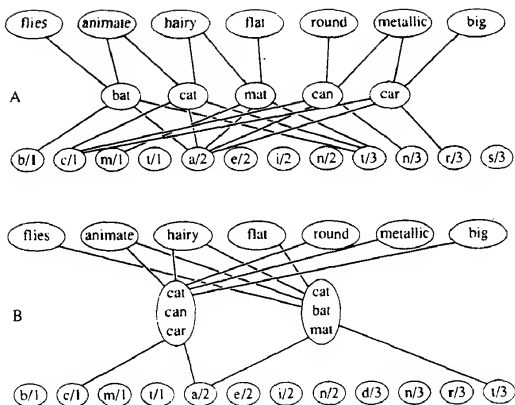 flies animate hairy flat round metallic big
A
bat cat mat can car
b/1 c/1 m/1 t/1 a/2 e/2 i/2 n/2 t/3 n/3 r/3 s/3
flies animate hairy flat round metallic big
B
cat cat
can bat
car mat
b/1 c/1 m/1 t/1 a/2 e/2 i/2 n/2 d/3 n/3 r/3 t/3